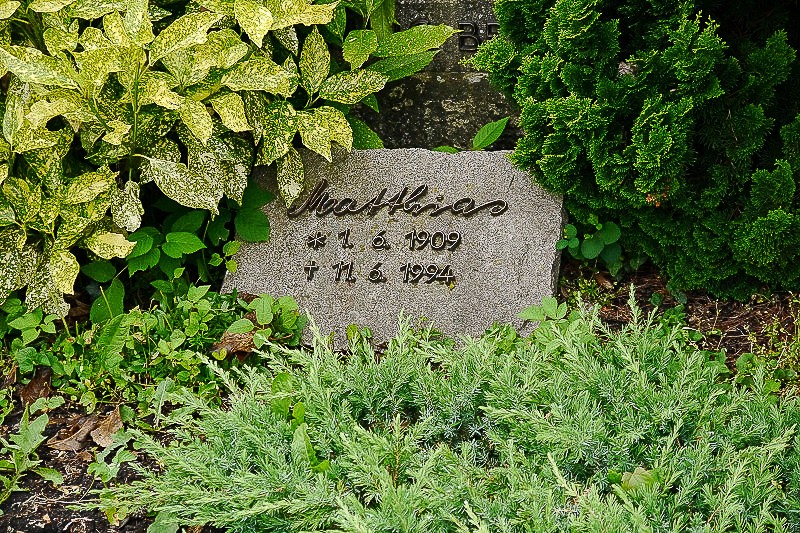 Matthias
* 1. 6. 1909
† 11. 6. 1994